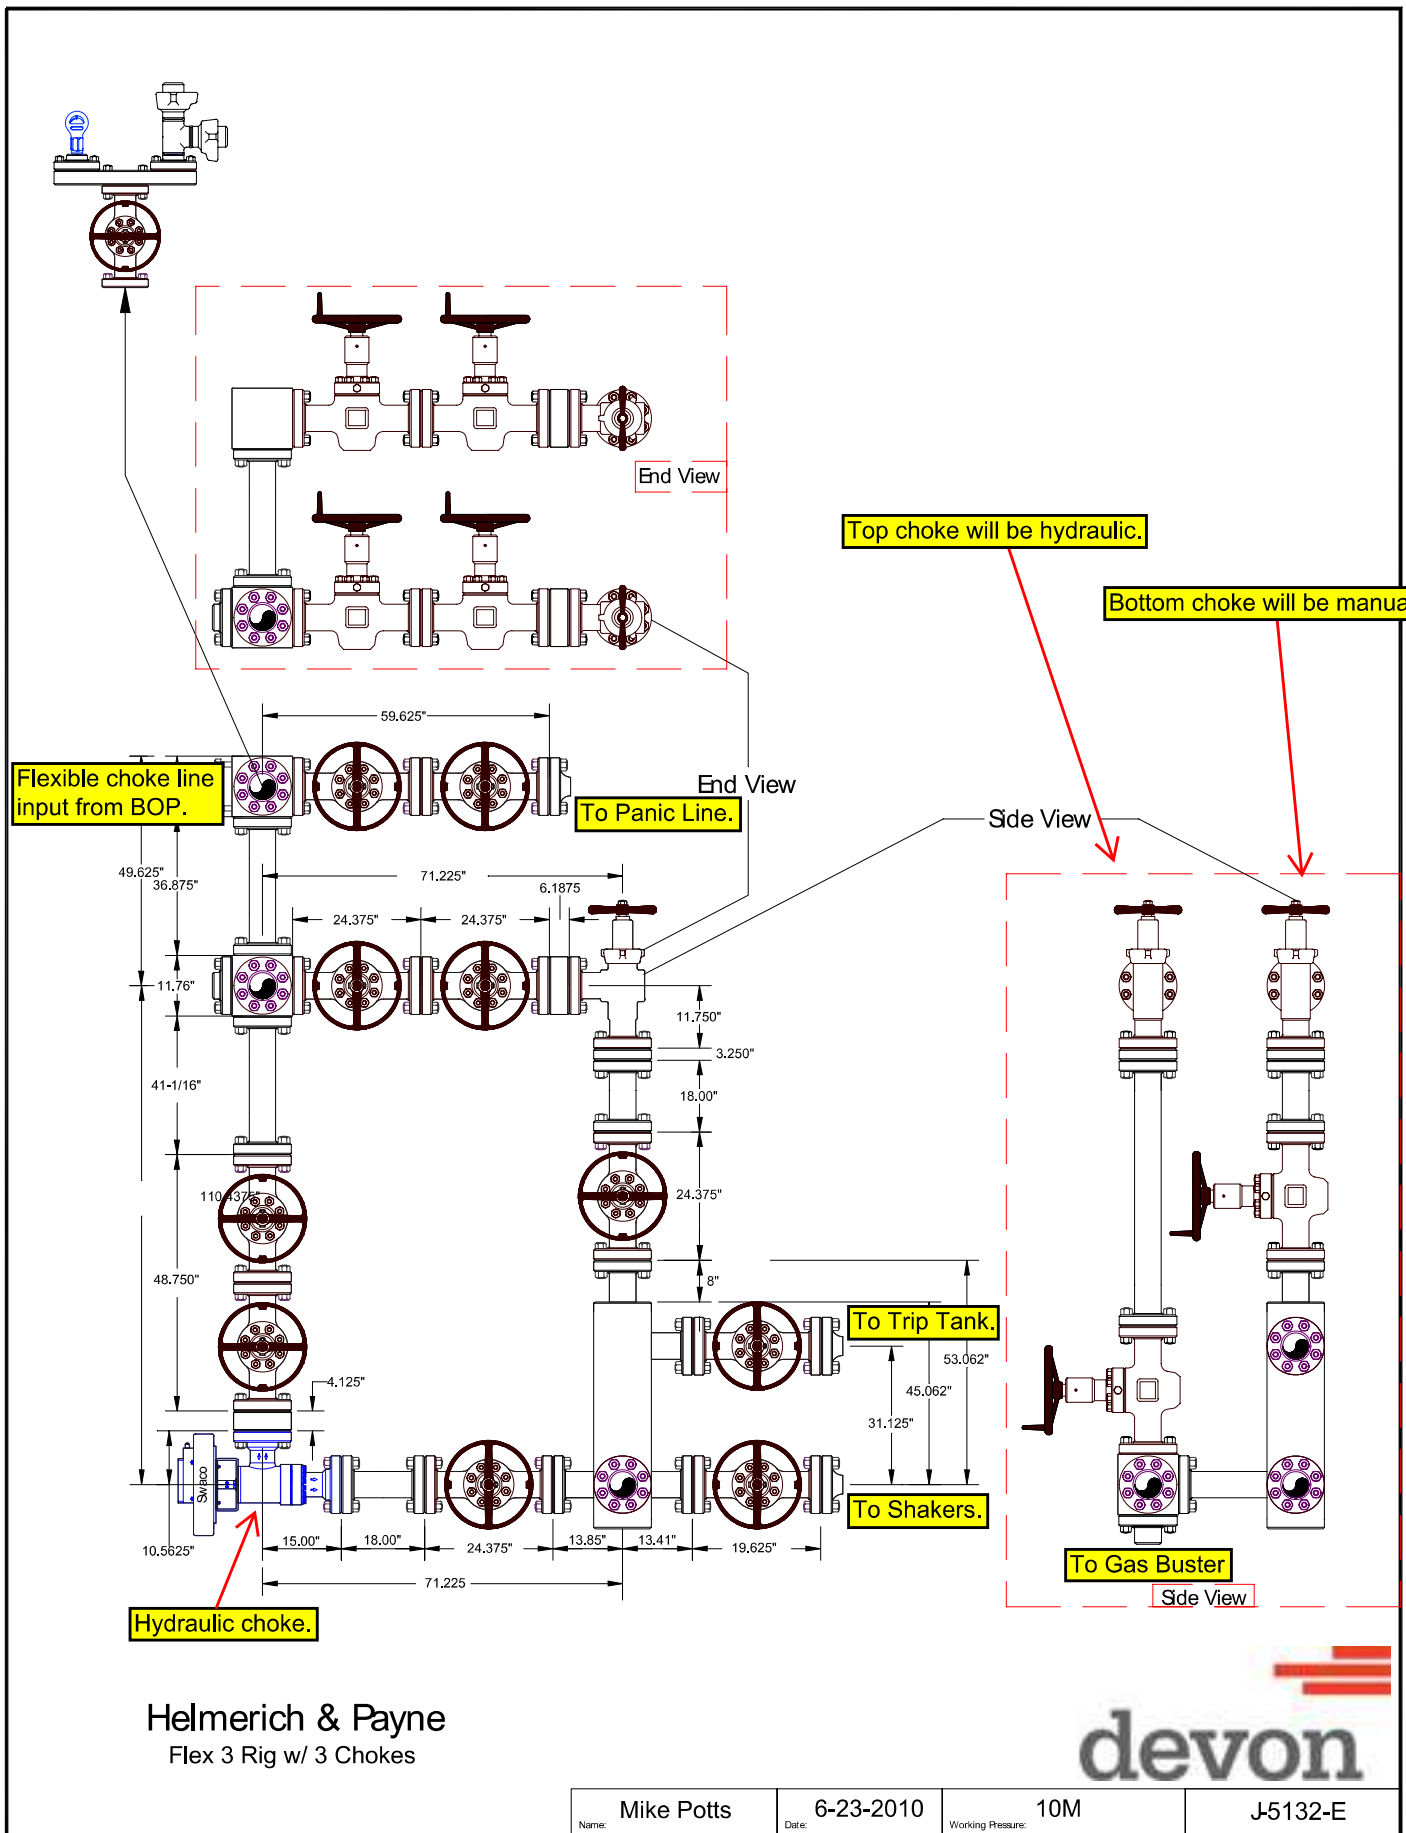 End View
Top choke will be hydraulic.
Bottom choke will be manua
59.625"
Flexible choke line
input from BOP.
End View
To Panic Line.
Side View
49.625"
36.875"
71.225"
6.1875
24.375"
24.375"
11.76"
11.750"
3.250"
41-1/16"
18.00"
110.4375"
24.375"
48.750"
8"
To Trip Tank.
53.062"
45.062"
4.125"
31.125"
Swaco
To Shakers.
10.5625"
15.00"
18.00"
24.375"
13.85"
13.41"
19.625"
To Gas Buster
71.225
Side View
Hydraulic choke.
Helmerich & Payne
Flex 3 Rig w/ 3 Chokes
devon
Name:
Mike Potts
Date:
6-23-2010
Working Pressure:
10M
J-5132-E